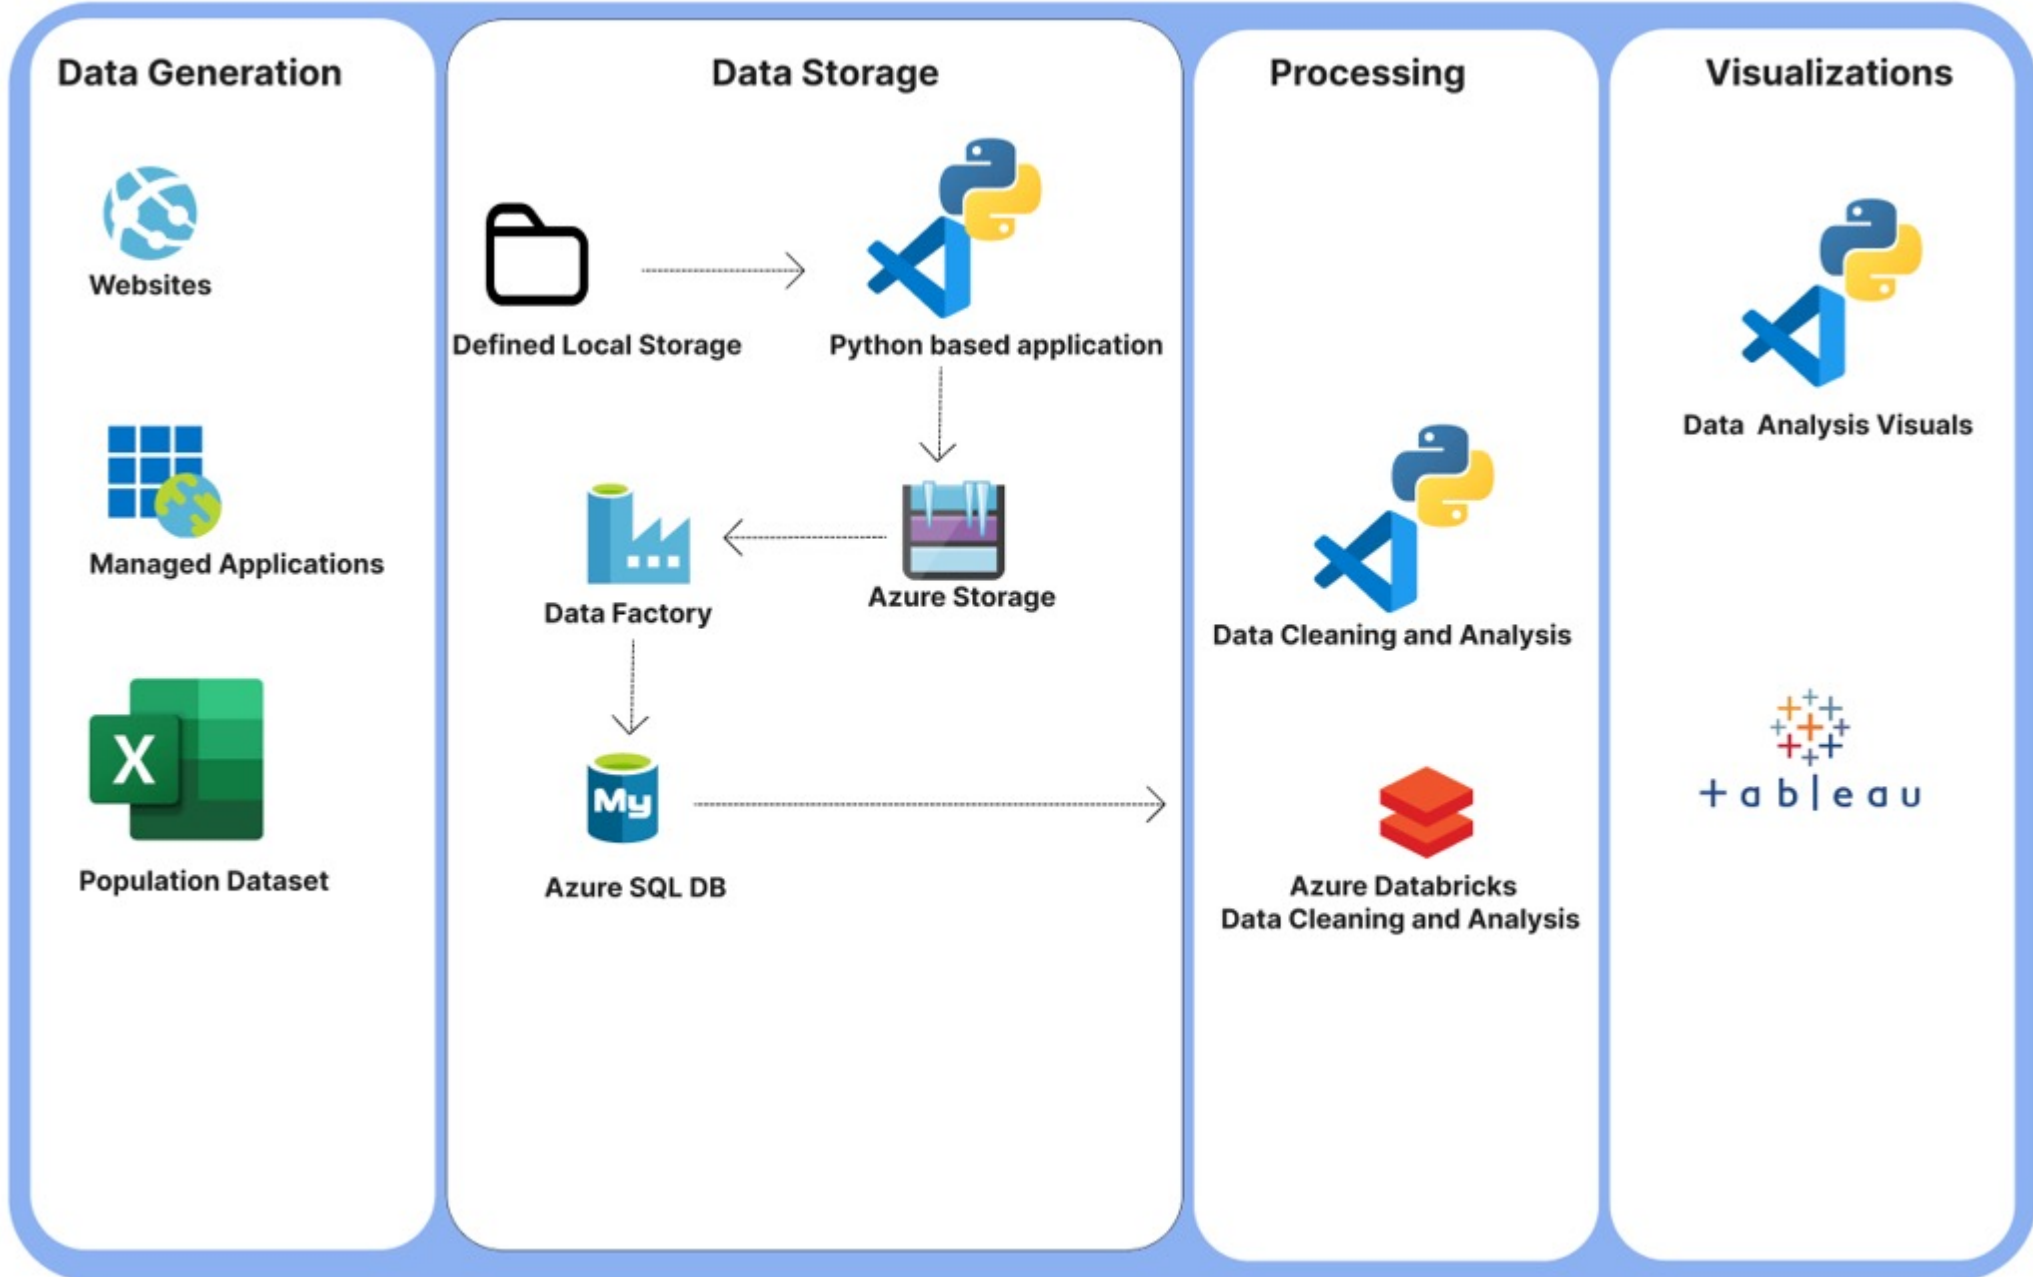 Data Generation
Websites
Managed Applications
X
Population Dataset
Data Storage
Defined Local Storage
Python based application
Data Factory
Azure Storage
My
Azure SQL DB
Processing
Data Cleaning and Analysis
Azure Databricks
Data Cleaning and Analysis
Visualizations
Data Analysis Visuals
tableau